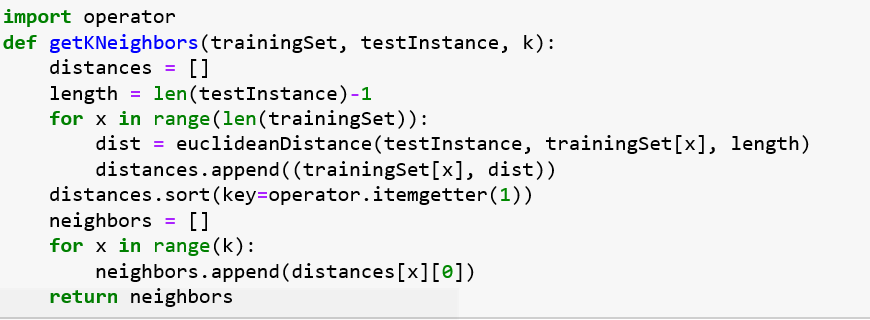 import operator
def getKNeighbors(trainingSet, testInstance, k):
    distances = []
    length = len(testInstance)-1
    for x in range(len(trainingSet)):
        dist = euclideanDistance(testInstance, trainingSet[x], length)
        distances.append((trainingSet[x], dist))
    distances.sort(key=operator.itemgetter(1))
    neighbors = []
    for x in range(k):
        neighbors.append(distances[x][0])
    return neighbors